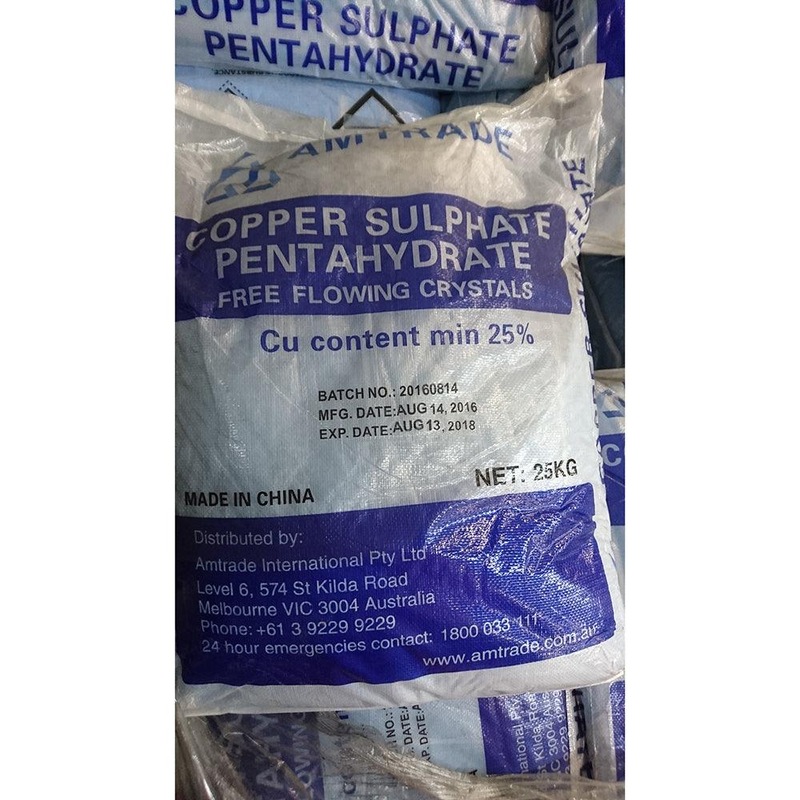 COPPER SULPHATE
PENTAHYDRATE
AMTRADE
COPPER SULPHATE
PENTAHYDRATE
FREE FLOWING CRYSTALS
Cu content min 25%
BATCH NO.: 20160814
MFG. DATE:AUG 14, 2016
EXP. DATE:AUG 13, 2018
NET: 25KG
MADE IN CHINA
Distributed by:
Amtrade International Pty Ltd
Level 6, 574 St Kilda Road
Melbourne VIC 3004 Australia
Phone: +61 3 9229 9229
24 hour emergencies contact: 1800 033 111
www.amtrade.com.au